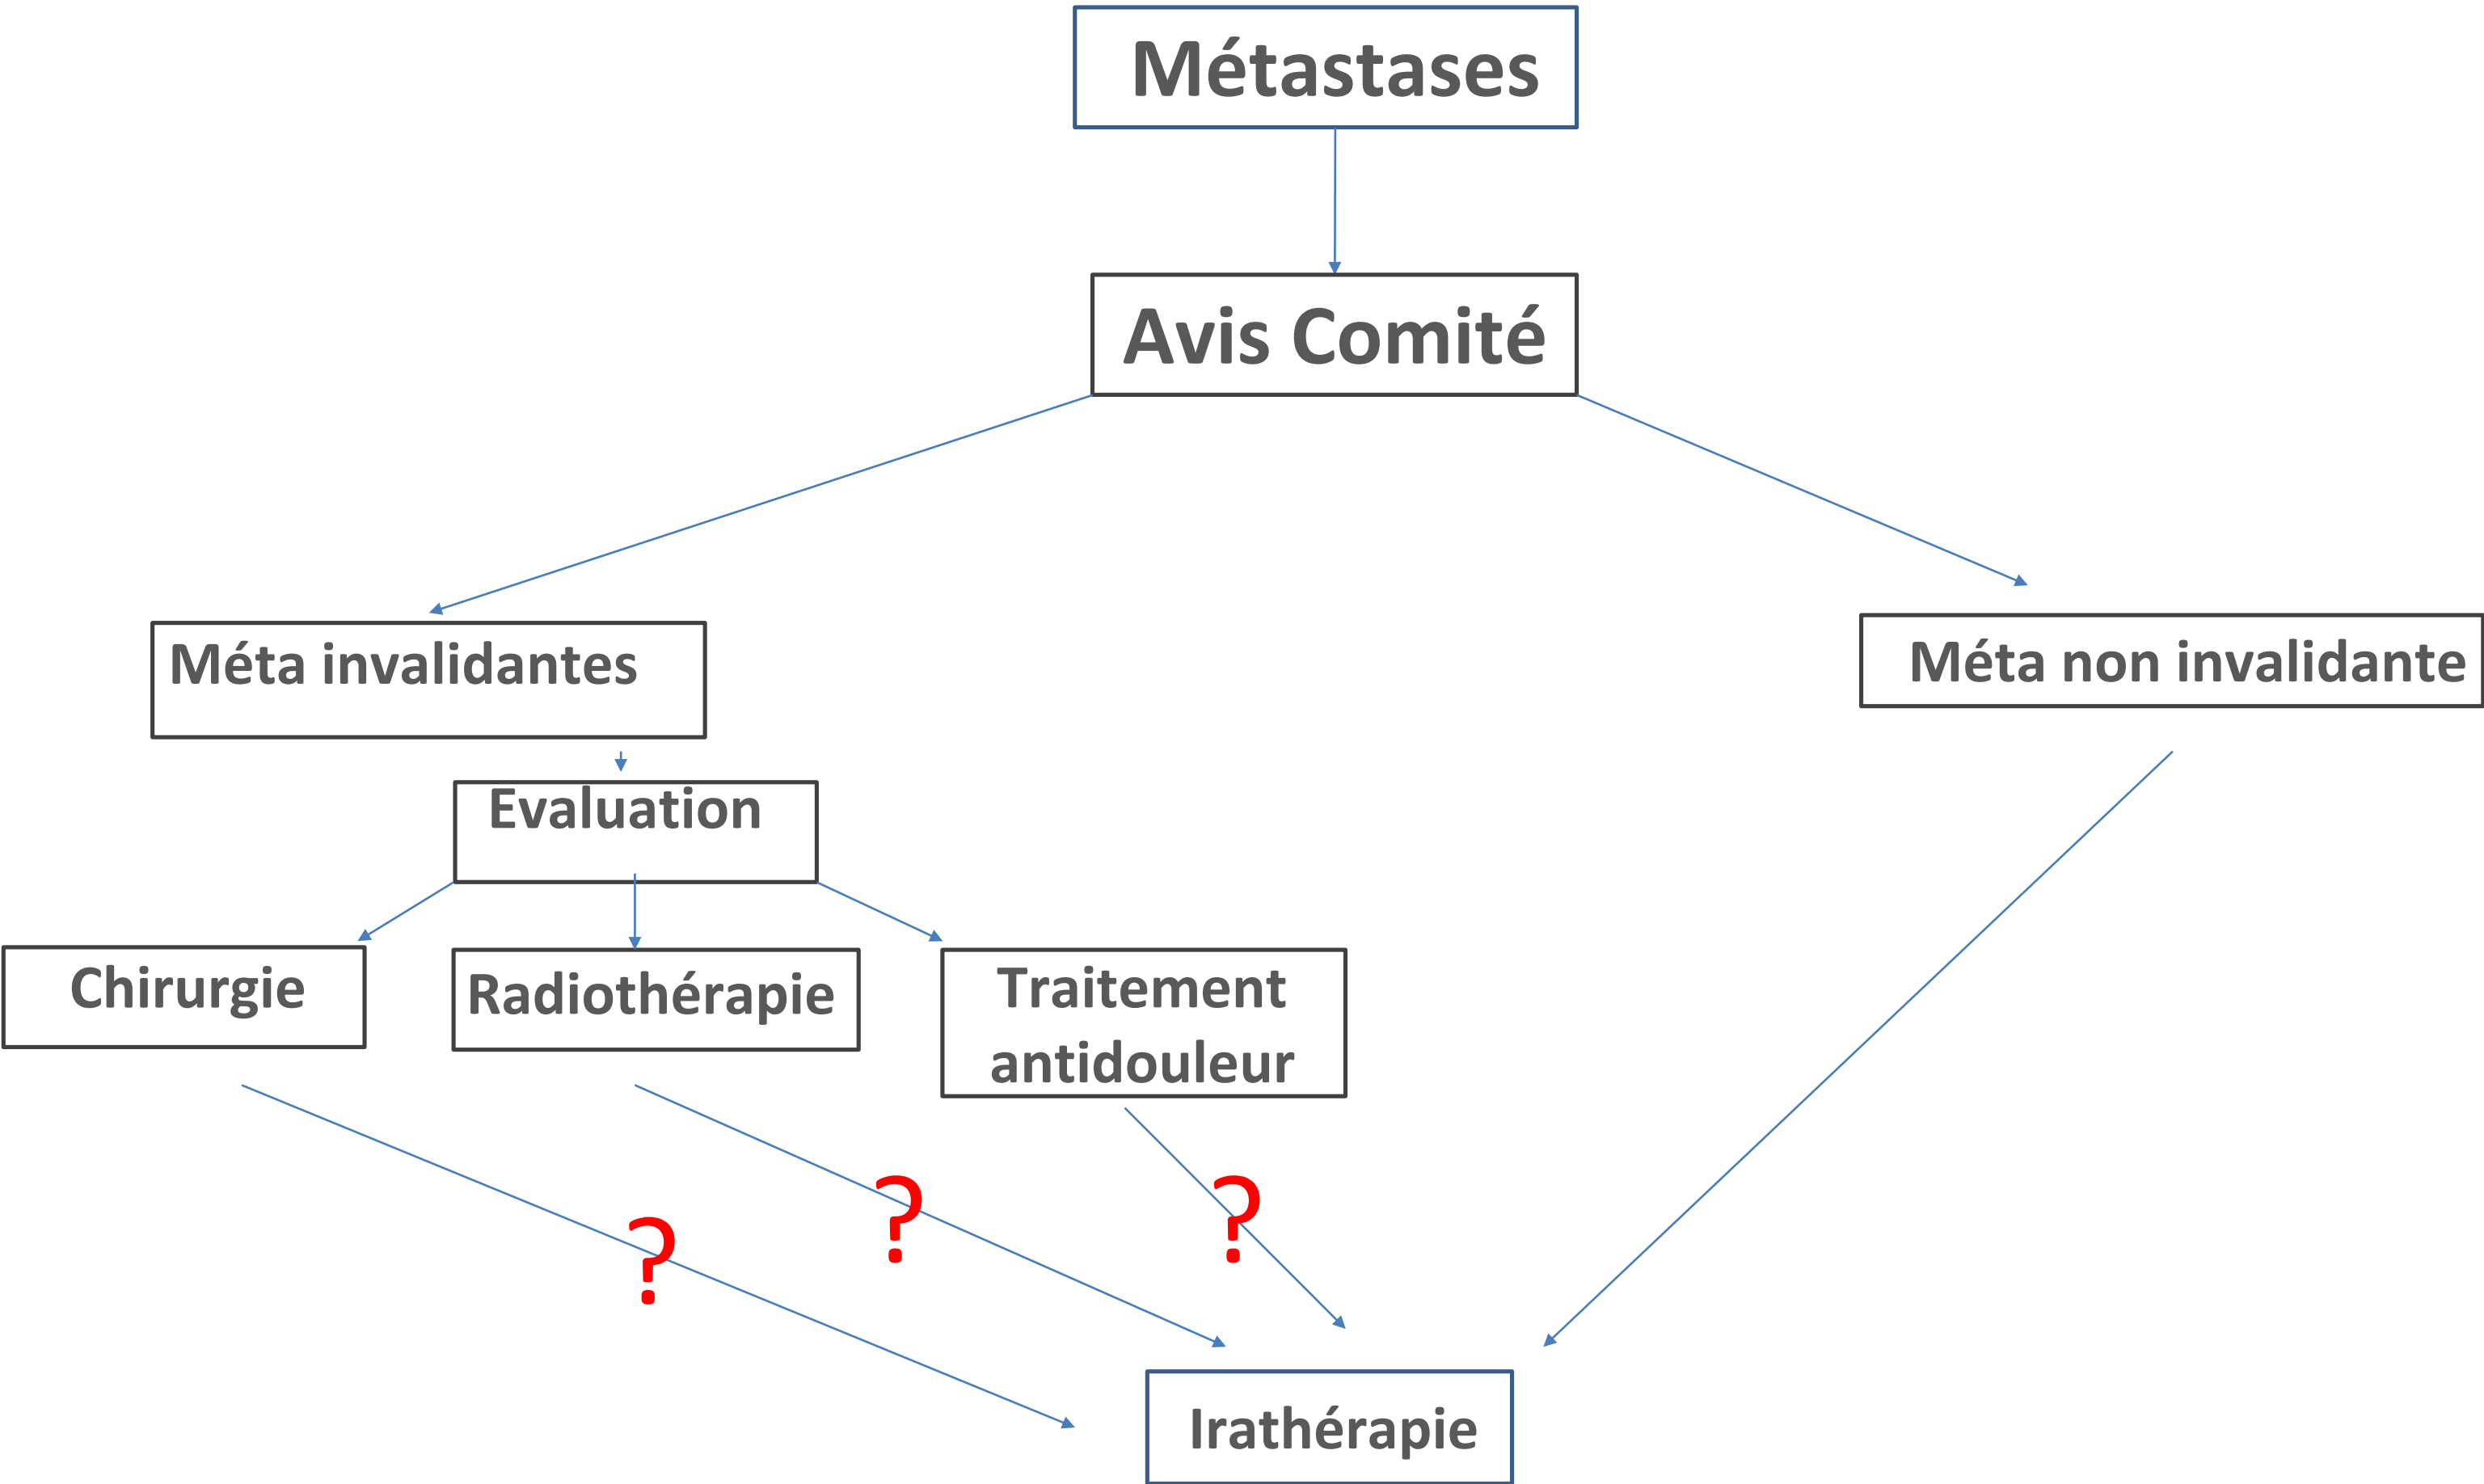 Métastases
Avis Comité
Méta invalidantes
Méta non invalidante
Evaluation
Chirurgie
Radiothérapie
Traitement
antidouleur
?
?
?
Irathérapie